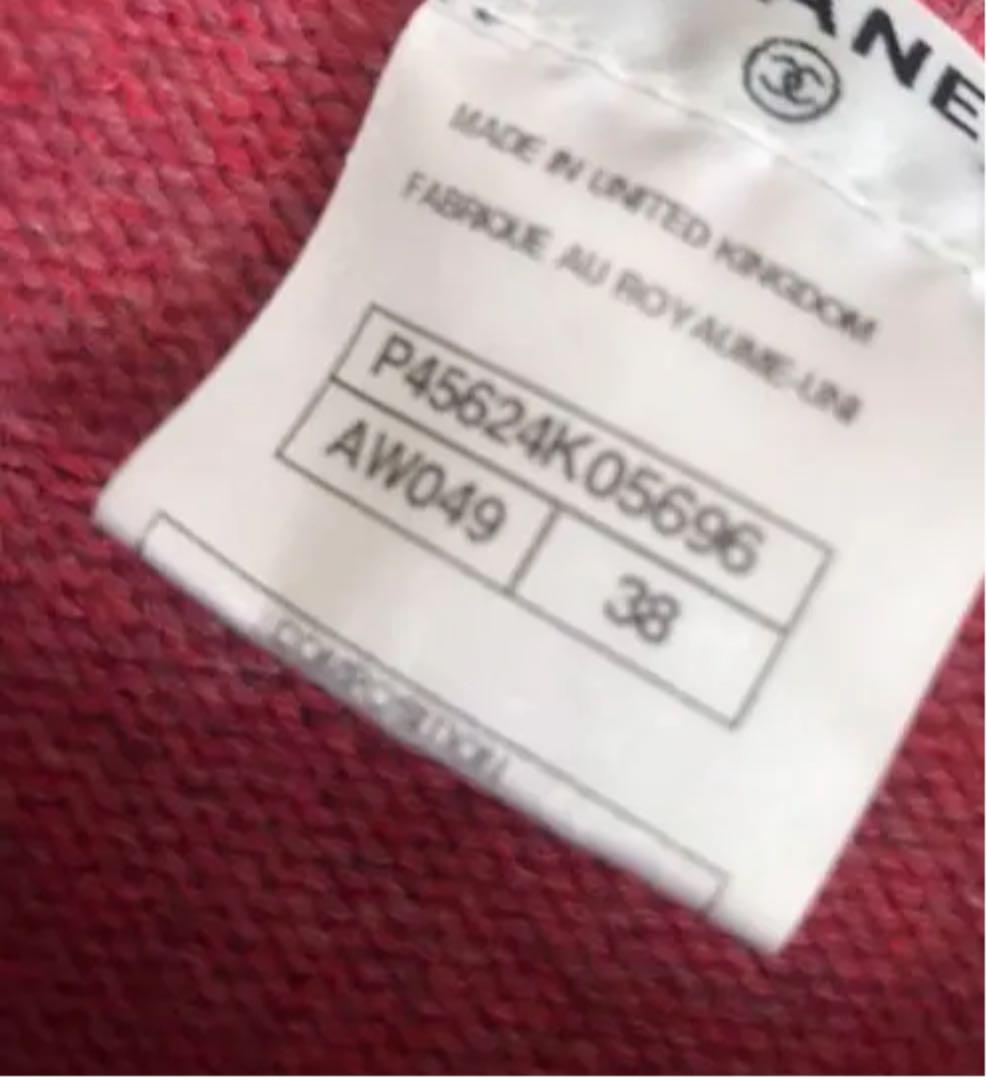 ANE
MADE IN UNITED KINGDOM
FABRIQUE AU ROYAUME-UNI
P45624K05696
AW049
38